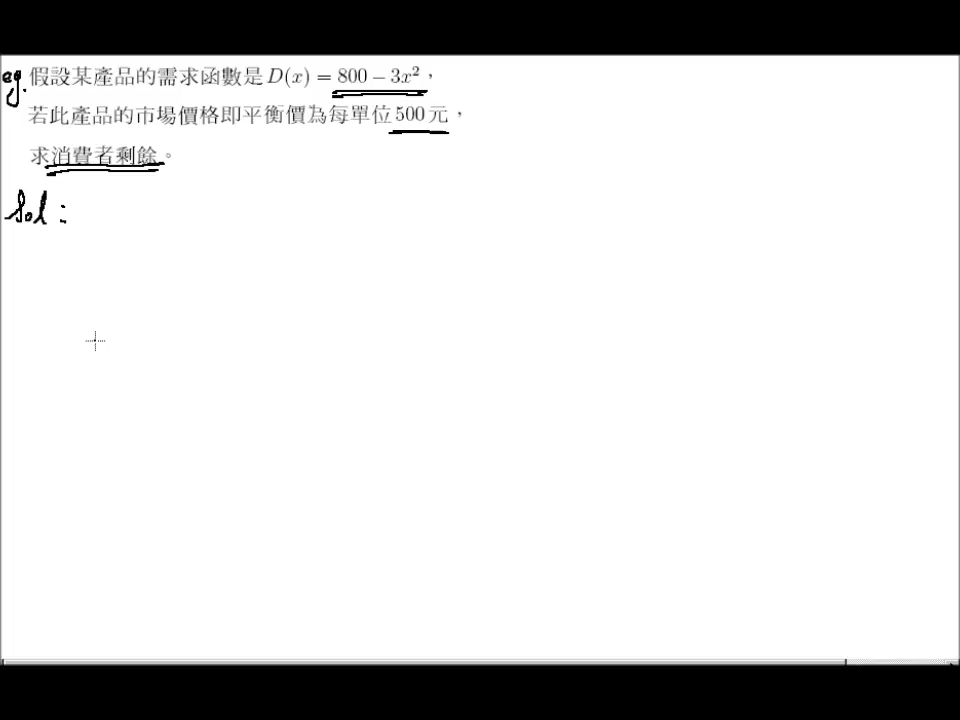 eg. 假設某產品的需求函數是 D(x) = 800 − 3x²，
若此產品的市場價格即平衡價為每單位 500 元，
求消費者剩餘。
Sol :